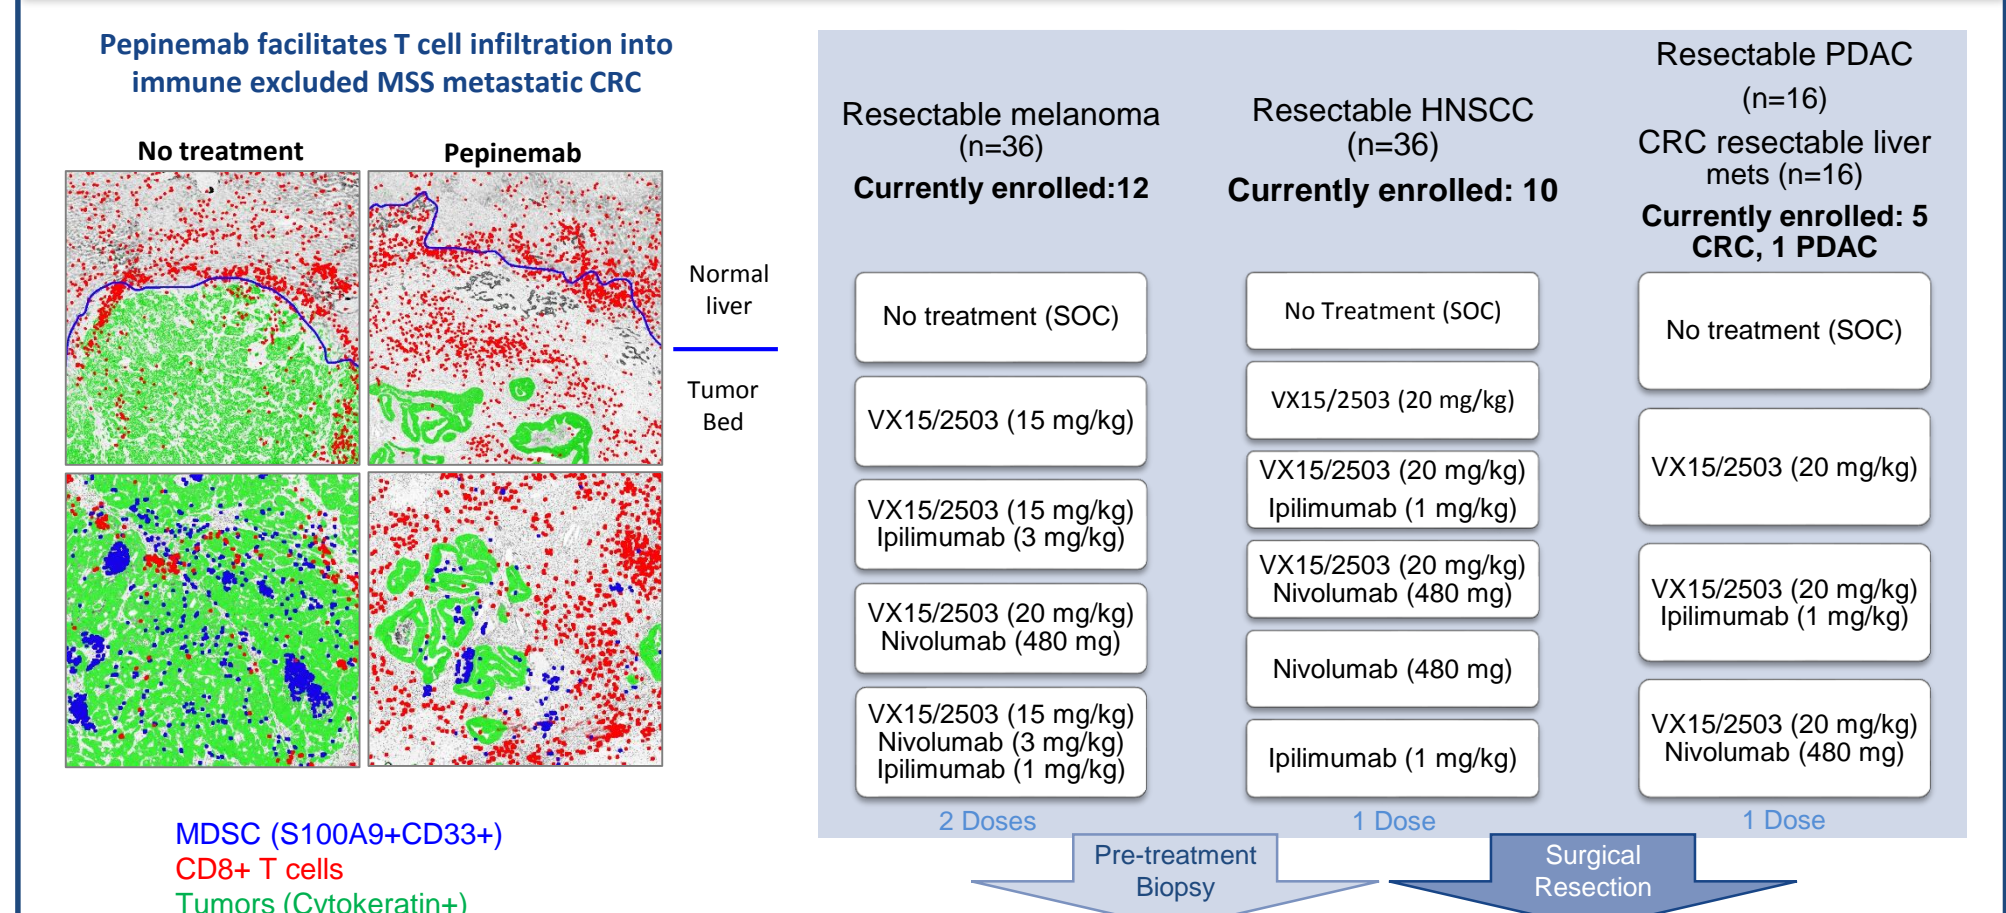 Pepinemab facilitates T cell infiltration into
immune excluded MSS metastatic CRC
No treatment
Pepinemab
Normal
liver
Tumor
Bed
MDSC (S100A9+CD33+)
CD8+ T cells
Tumors (Cytokeratin+)
Resectable melanoma
(n=36)
Currently enrolled:12
No treatment (SOC)
VX15/2503 (15 mg/kg)
VX15/2503 (15 mg/kg)
Ipilimumab (3 mg/kg)
VX15/2503 (20 mg/kg)
Nivolumab (480 mg)
VX15/2503 (15 mg/kg)
Nivolumab (3 mg/kg)
Ipilimumab (1 mg/kg)
2 Doses
Resectable HNSCC
(n=36)
Currently enrolled: 10
No Treatment (SOC)
VX15/2503 (20 mg/kg)
VX15/2503 (20 mg/kg)
Ipilimumab (1 mg/kg)
VX15/2503 (20 mg/kg)
Nivolumab (480 mg)
Nivolumab (480 mg)
Ipilimumab (1 mg/kg)
1 Dose
Resectable PDAC
(n=16)
CRC resectable liver
mets (n=16)
Currently enrolled: 5
CRC, 1 PDAC
No treatment (SOC)
VX15/2503 (20 mg/kg)
VX15/2503 (20 mg/kg)
Ipilimumab (1 mg/kg)
VX15/2503 (20 mg/kg)
Nivolumab (480 mg)
1 Dose
Pre-treatment
Biopsy
Surgical
Resection